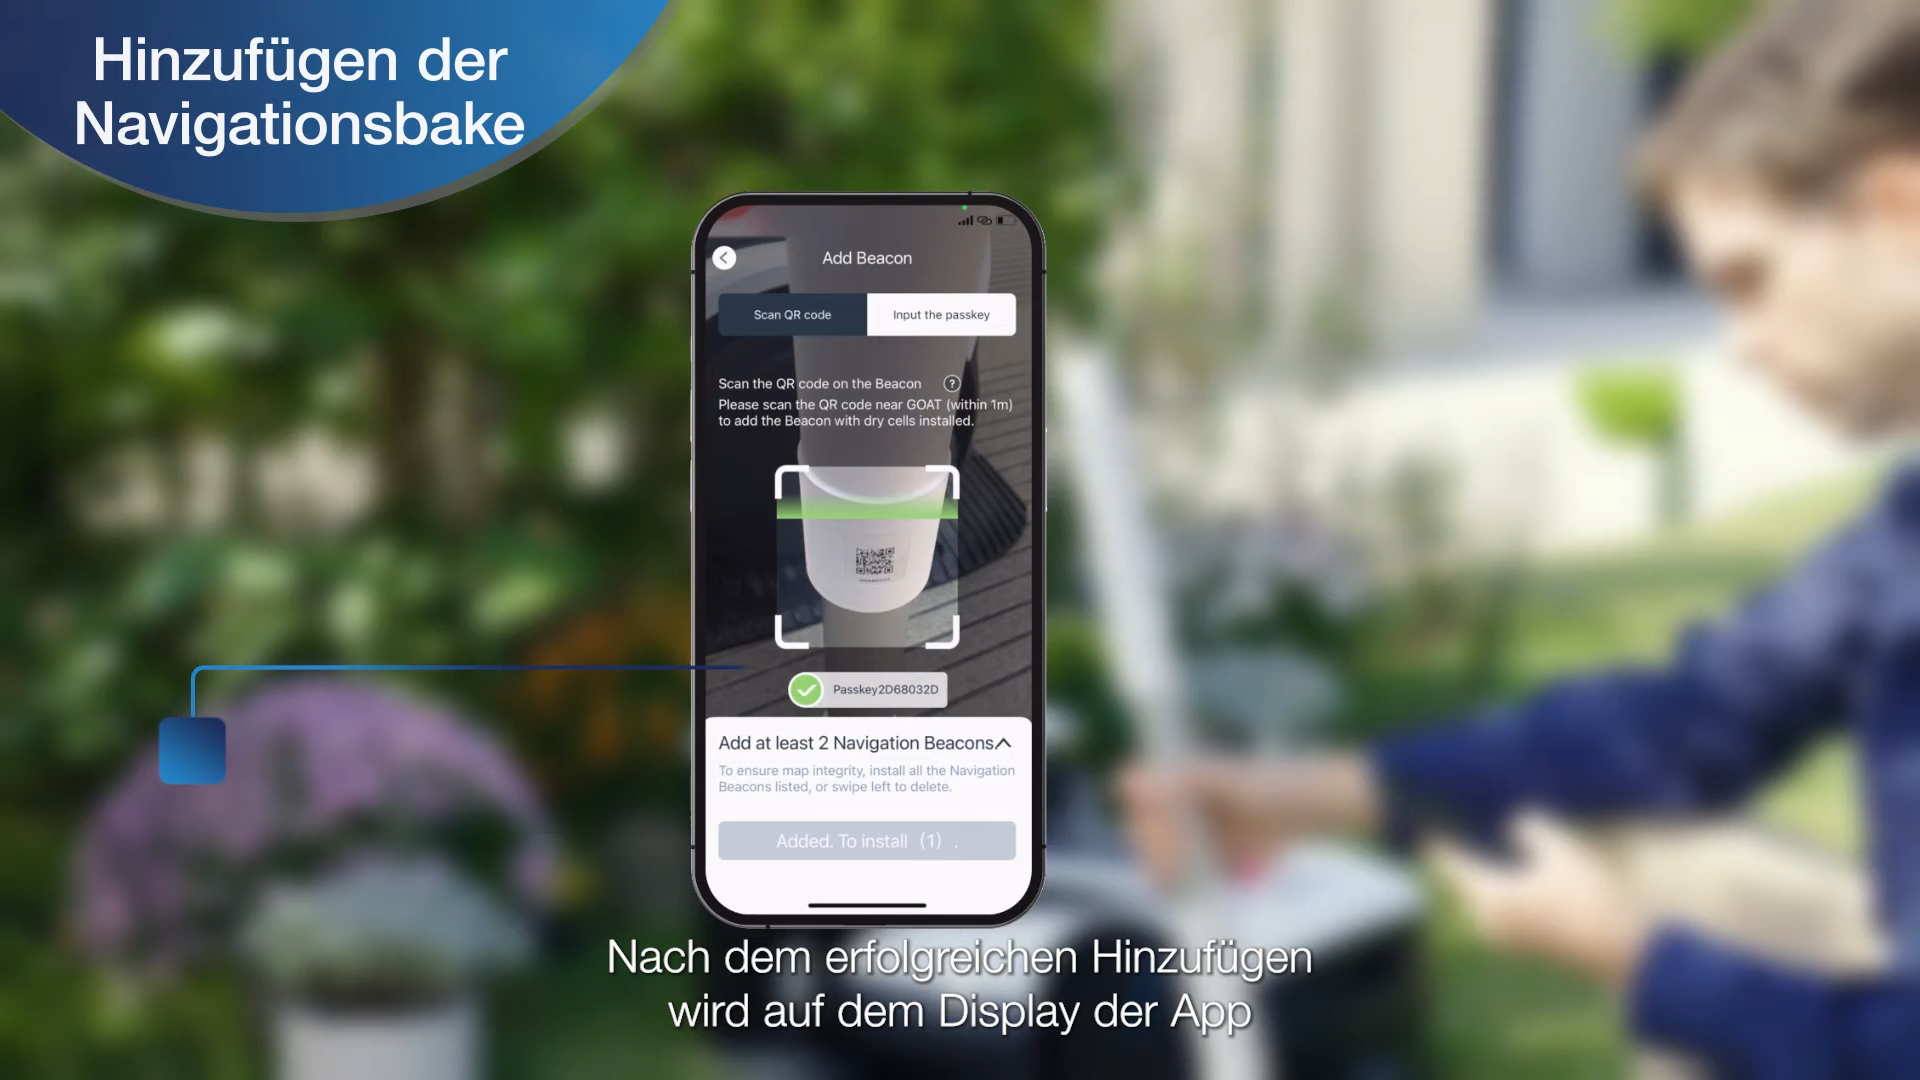 Hinzufügen der
Navigationsbake
Add Beacon
Scan QR code
Input the passkey
Scan the QR code on the Beacon ?
Please scan the QR code near GOAT (within 1m)
to add the Beacon with dry cells installed.
Passkey2D68032D
Add at least 2 Navigation Beacons
To ensure map integrity, install all the Navigation
Beacons listed, or swipe left to delete.
Added. To install (1) .
Nach dem erfolgreichen Hinzufügen
wird auf dem Display der App